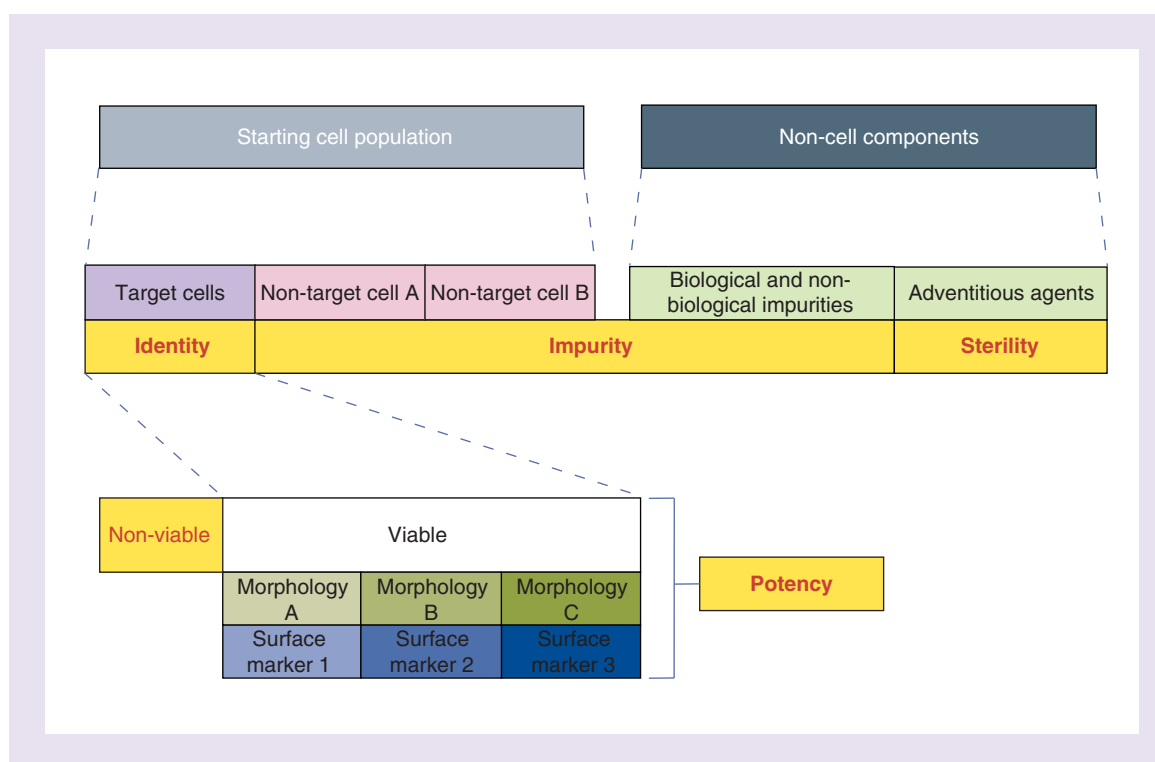 Starting cell population
Non-cell components
Target cells
Non-target cell A
Non-target cell B
Biological and non-
biological impurities
Adventitious agents
Identity
Impurity
Sterility
Non-viable
Viable
Morphology
A
Morphology
B
Morphology
C
Surface
marker 1
Surface
marker 2
Surface
marker 3
Potency